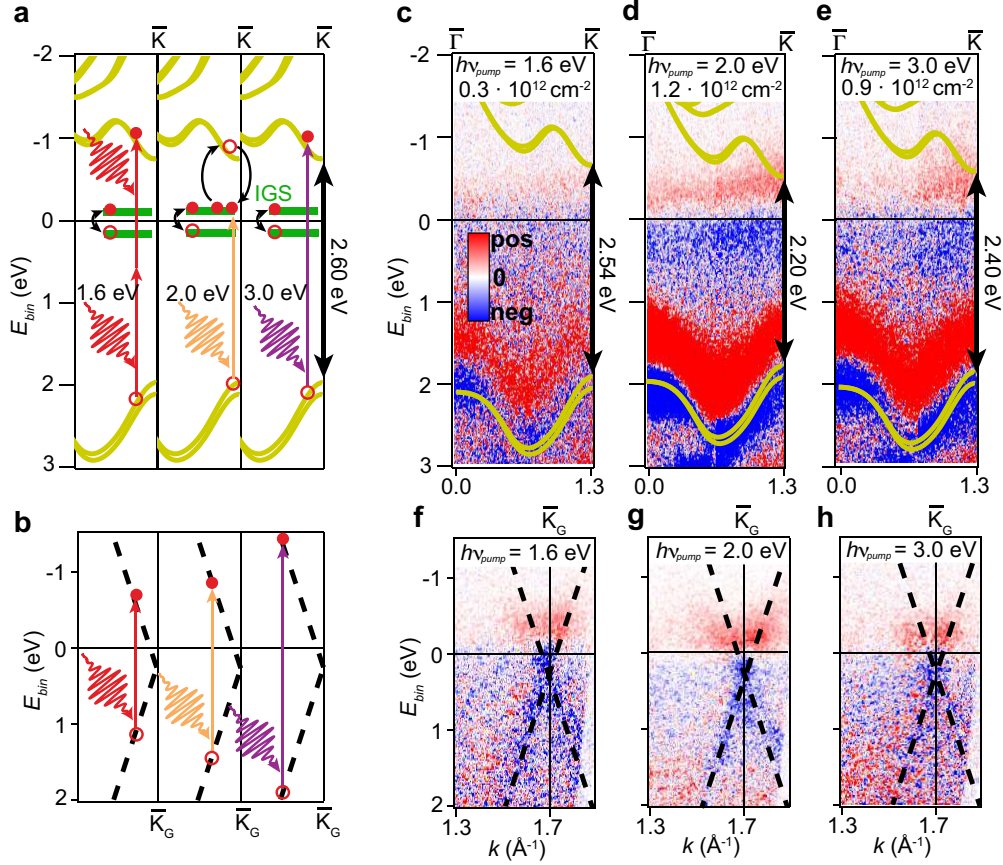 a
K̅ K̅ K̅
-2
-1
0
1
2
3
E_bin (eV)
IGS
1.6 eV
2.0 eV
3.0 eV
2.60 eV
b
-1
0
1
2
E_bin (eV)
K̅_G K̅_G K̅_G
c
Γ̅ K̅
hν_pump = 1.6 eV
0.3 · 10¹² cm⁻²
-2
-1
0
1
2
3
E_bin (eV)
pos
0
neg
2.54 eV
0.0 1.3
d
Γ̅ K̅
hν_pump = 2.0 eV
1.2 · 10¹² cm⁻²
2.20 eV
0.0 1.3
e
Γ̅ K̅
hν_pump = 3.0 eV
0.9 · 10¹² cm⁻²
2.40 eV
0.0 1.3
f
K̅_G
hν_pump = 1.6 eV
-1
0
1
2
E_bin (eV)
1.3 1.7
k (Å⁻¹)
g
K̅_G
hν_pump = 2.0 eV
1.3 1.7
k (Å⁻¹)
h
K̅_G
hν_pump = 3.0 eV
1.3 1.7
k (Å⁻¹)